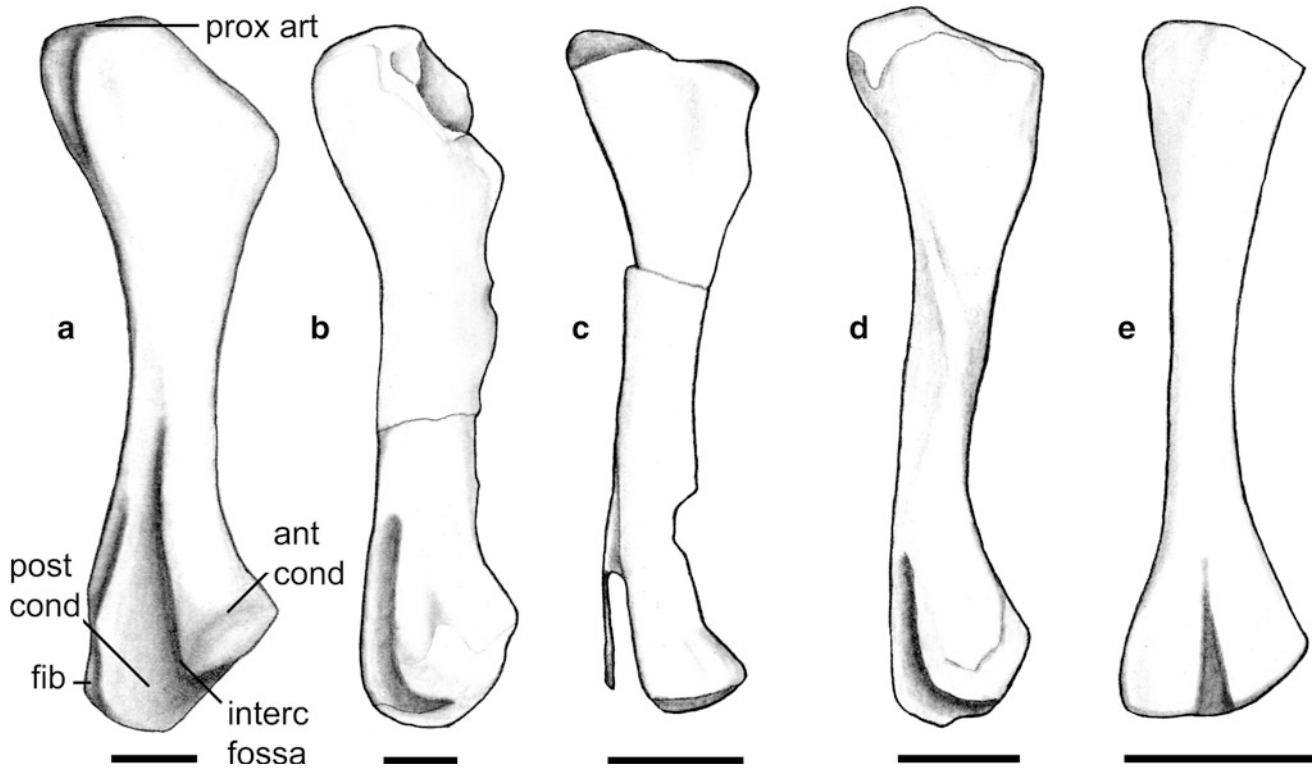 prox art
a
b
c
d
e
ant
cond
post
cond
fib
interc
fossa